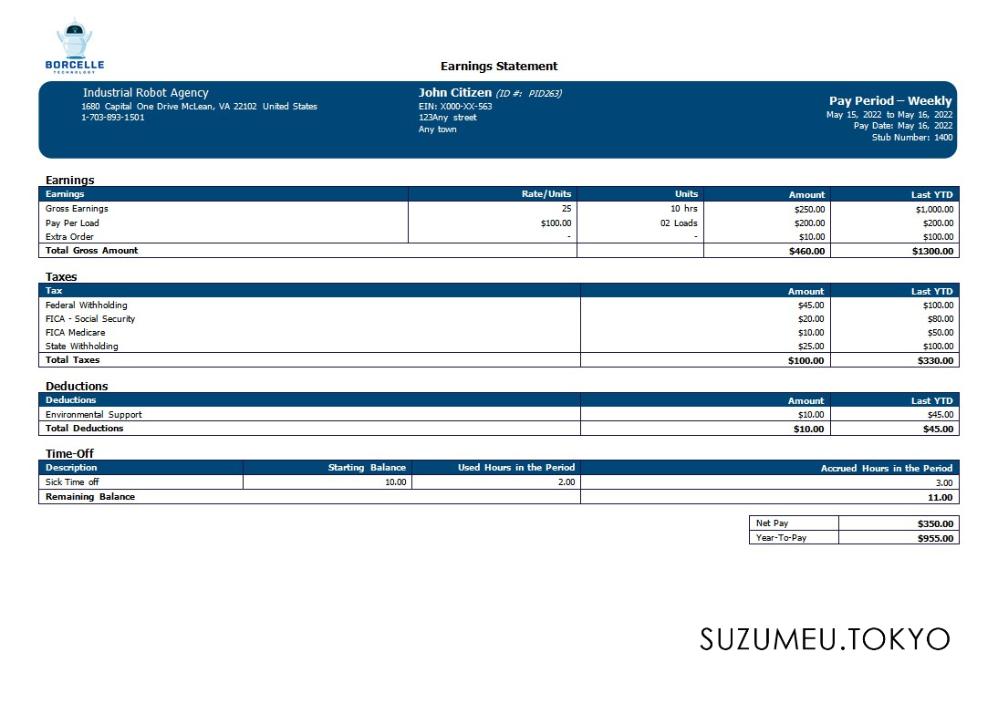 BORCELLE
TECHNOLOGY
Earnings Statement
Industrial Robot Agency
1680 Capital One Drive McLean, VA 22102 United States
1-703-893-1501
John Citizen (ID #: PID263)
EIN: X000-XX-563
123Any street
Any town
Pay Period – Weekly
May 15, 2022 to May 16, 2022
Pay Date: May 16, 2022
Stub Number: 1400
Earnings
Earnings Rate/Units Units Amount Last YTD
Gross Earnings 25 10 hrs $250.00 $1,000.00
Pay Per Load $100.00 02 Loads $200.00 $200.00
Extra Order - - $10.00 $100.00
Total Gross Amount $460.00 $1300.00
Taxes
Tax Amount Last YTD
Federal Withholding $45.00 $100.00
FICA - Social Security $20.00 $80.00
FICA Medicare $10.00 $50.00
State Withholding $25.00 $100.00
Total Taxes $100.00 $330.00
Deductions
Deductions Amount Last YTD
Environmental Support $10.00 $45.00
Total Deductions $10.00 $45.00
Time-Off
Description Starting Balance Used Hours in the Period Accrued Hours in the Period
Sick Time off 10.00 2.00 3.00
Remaining Balance 11.00
Net Pay $350.00
Year-To-Pay $955.00
SUZUMEU.TOKYO